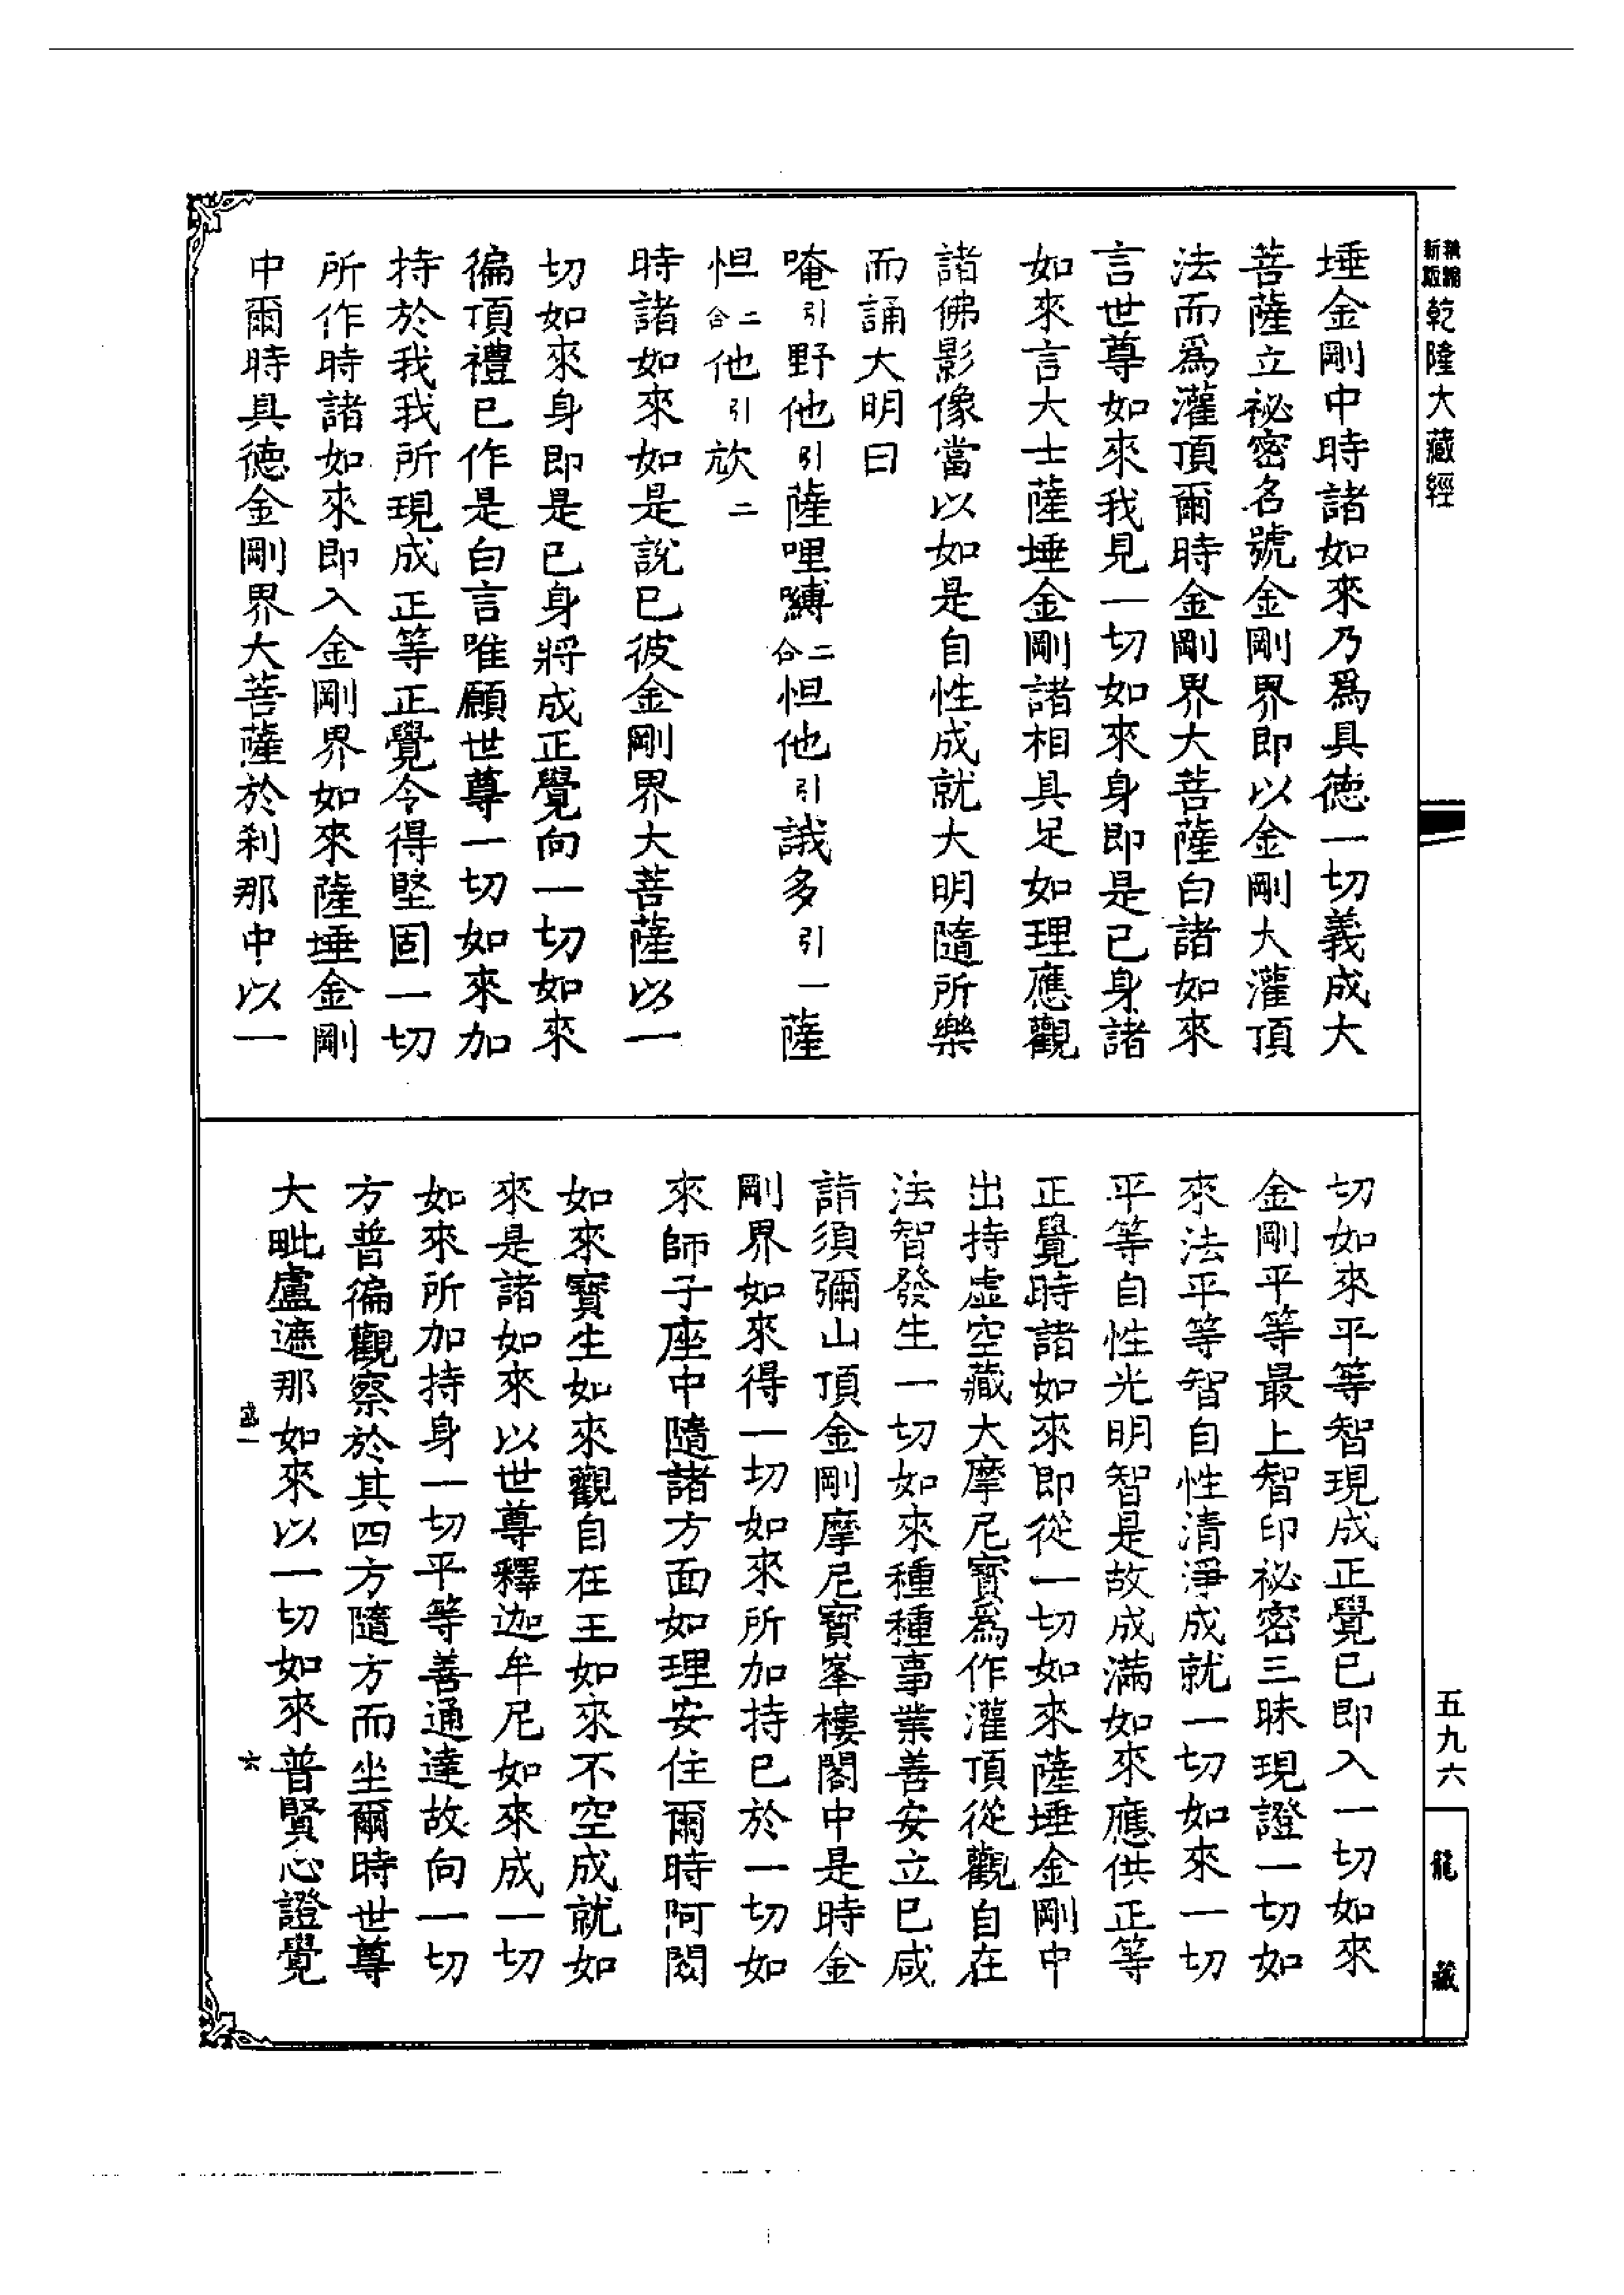 新版
精縮
乾隆大藏經
埵金剛中時諸如來乃爲具德一切義成大
菩薩立祕密名號金剛界即以金剛大灌頂
法而爲灌頂爾時金剛界大菩薩白諸如來
言世尊如來我見一切如來身即是已身諸
如來言大士薩埵金剛諸相具足如理應觀
諸佛影像當以如是自性成就大明隨所樂
而誦大明曰
唵引野他引薩哩嚩二合怛他引誐多引一薩
怛二合他引㰠二
時諸如來如是說已彼金剛界大菩薩以一
切如來身即是已身將成正覺向一切如來
徧頂禮已作是白言唯願世尊一切如來加
持於我我所現成正等正覺令得堅固一切
所作時諸如來即入金剛界如來薩埵金剛
中爾時具德金剛界大菩薩於刹那中以一
切如來平等智現成正覺已即入一切如來
金剛平等最上智印祕密三昧現證一切如
來法平等智自性清淨成就一切如來一切
平等自性光明智是故成滿如來應供正等
正覺時諸如來即從一切如來薩埵金剛中
出持虛空藏大摩尼寶爲作灌頂從觀自在
法智發生一切如來種種事業善安立已咸
請須彌山頂金剛摩尼寶峯樓閣中是時金
剛界如來得一切如來所加持已於一切如
來師子座中隨諸方面如理安住爾時阿閦
如來寶生如來觀自在王如來不空成就如
來是諸如來以世尊釋迦牟尼如來成一切
如來所加持身一切平等善通達故向一切
方普徧觀察於其四方隨方而坐爾時世尊
大毗盧遮那如來以一切如來普賢心證覺
六
五九六
龍藏